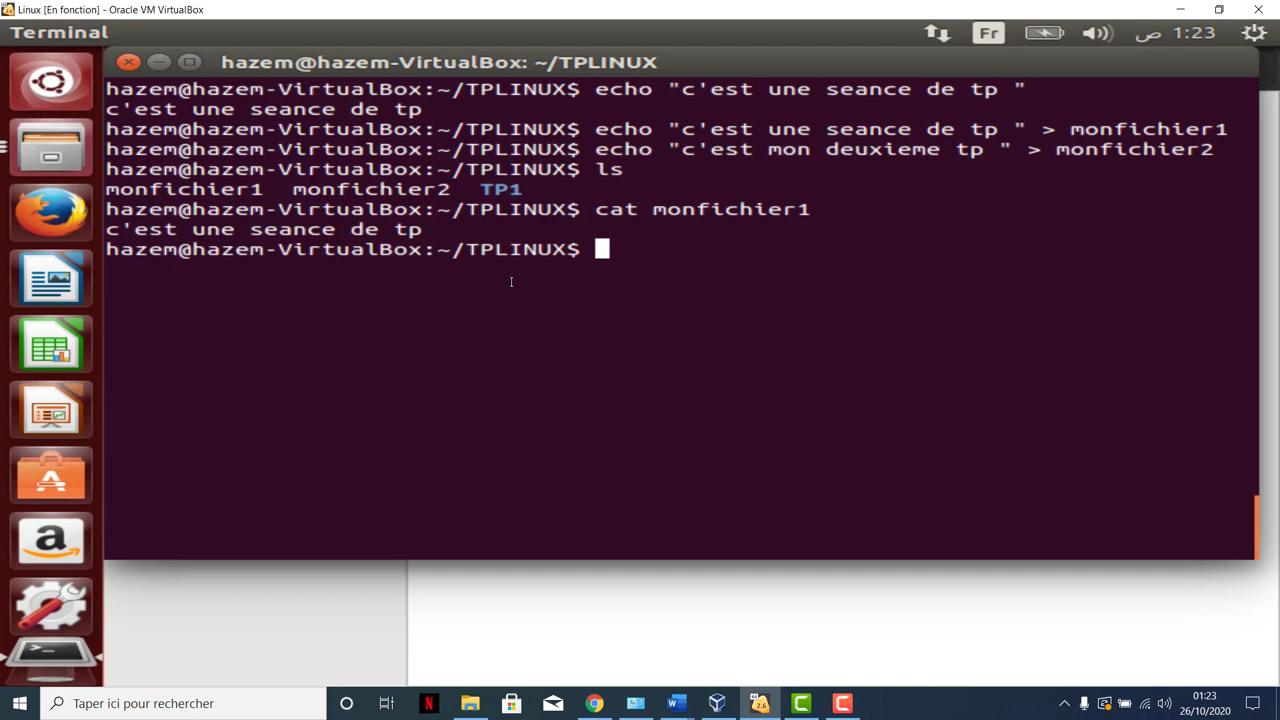 Linux [En fonction] - Oracle VM VirtualBox
Terminal
Fr
ص 1:23
hazem@hazem-VirtualBox: ~/TPLINUX
hazem@hazem-VirtualBox:~/TPLINUX$ echo "c'est une seance de tp "
c'est une seance de tp
hazem@hazem-VirtualBox:~/TPLINUX$ echo "c'est une seance de tp " > monfichier1
hazem@hazem-VirtualBox:~/TPLINUX$ echo "c'est mon deuxieme tp " > monfichier2
hazem@hazem-VirtualBox:~/TPLINUX$ ls
monfichier1 monfichier2 TP1
hazem@hazem-VirtualBox:~/TPLINUX$ cat monfichier1
c'est une seance de tp
hazem@hazem-VirtualBox:~/TPLINUX$
Taper ici pour rechercher
01:23
26/10/2020